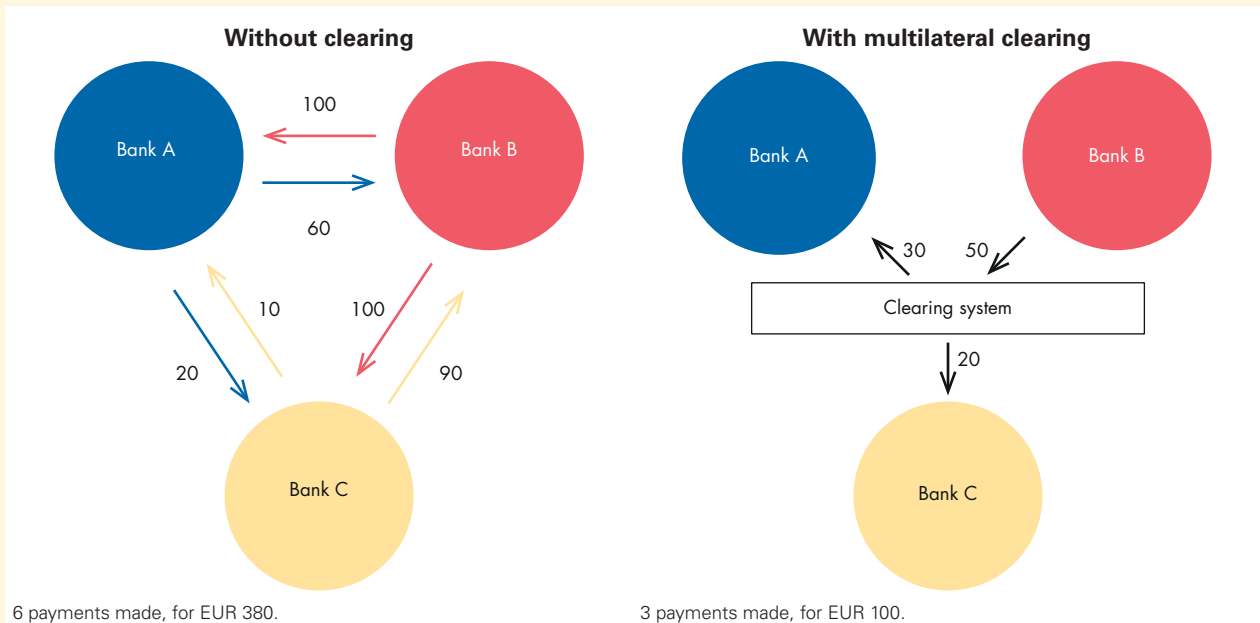 Without clearing
100
Bank A
Bank B
60
10
100
20
90
Bank C
6 payments made, for EUR 380.
With multilateral clearing
Bank A
Bank B
30
50
Clearing system
20
Bank C
3 payments made, for EUR 100.